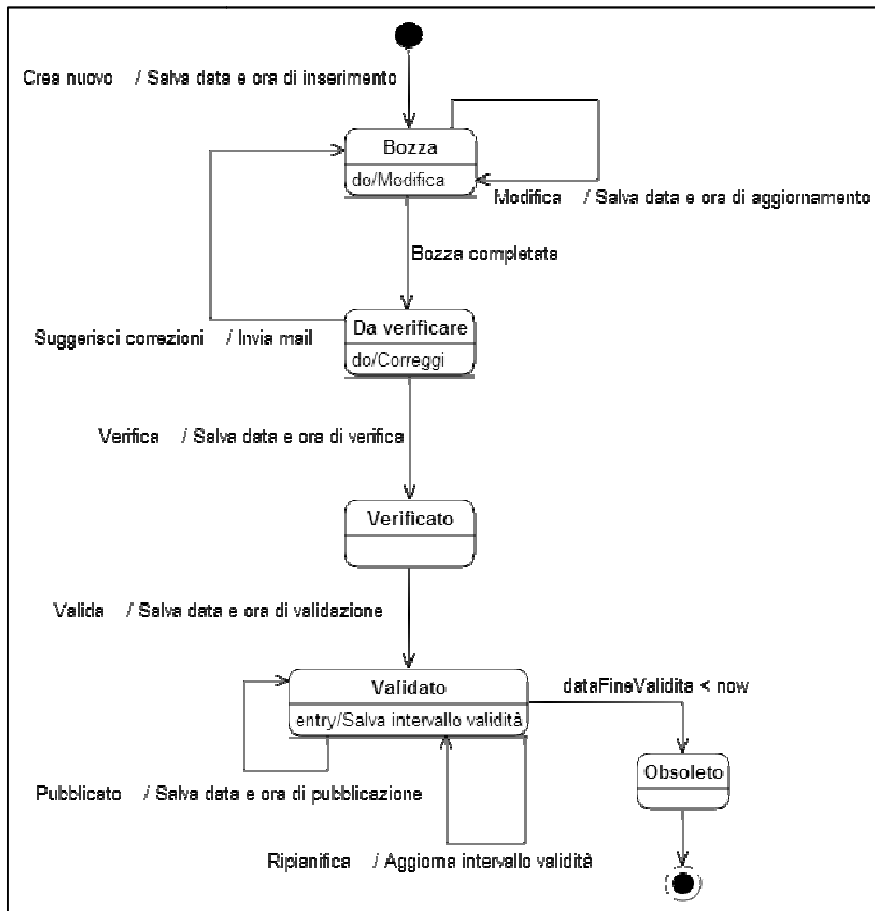 Crea nuovo / Salva data e ora di inserimento
Bozza
do/Modifica
Modifica / Salva data e ora di aggiornamento
Bozza completata
Da verificare
do/Correggi
Suggerisci correzioni / Invia mail
Verifica / Salva data e ora di verifica
Verificato
Valida / Salva data e ora di validazione
Validato
entry/Salva intervallo validità
dataFineValidita < now
Obsoleto
Pubblicato / Salva data e ora di pubblicazione
Ripianifica / Aggiorna intervallo validità